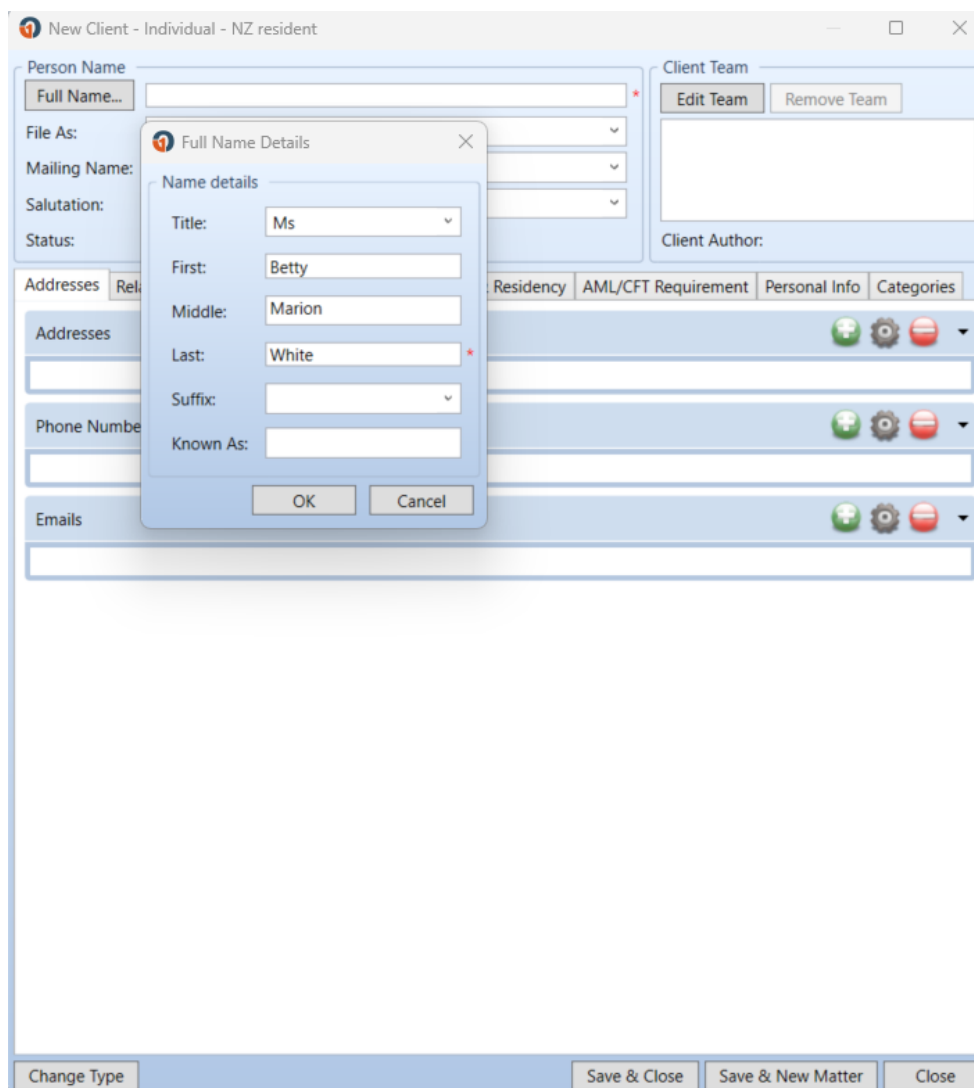 New Client - Individual - NZ resident
Person Name
Client Team
Full Name...
*
Edit Team
Remove Team
File As:
Mailing Name:
Salutation:
Status:
Client Author:
Full Name Details
Name details
Title:
Ms
First:
Betty
Middle:
Marion
Last:
White
*
Suffix:
Known As:
OK
Cancel
Addresses
Residency
AML/CFT Requirement
Personal Info
Categories
Addresses
Emails
Change Type
Save & Close
Save & New Matter
Close